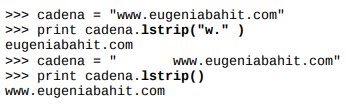 >>> cadena = "www.eugeniabahit.com"
>>> print cadena.lstrip("w." )
eugeniabahit.com
>>> cadena = "       www.eugeniabahit.com"
>>> print cadena.lstrip()
www.eugeniabahit.com